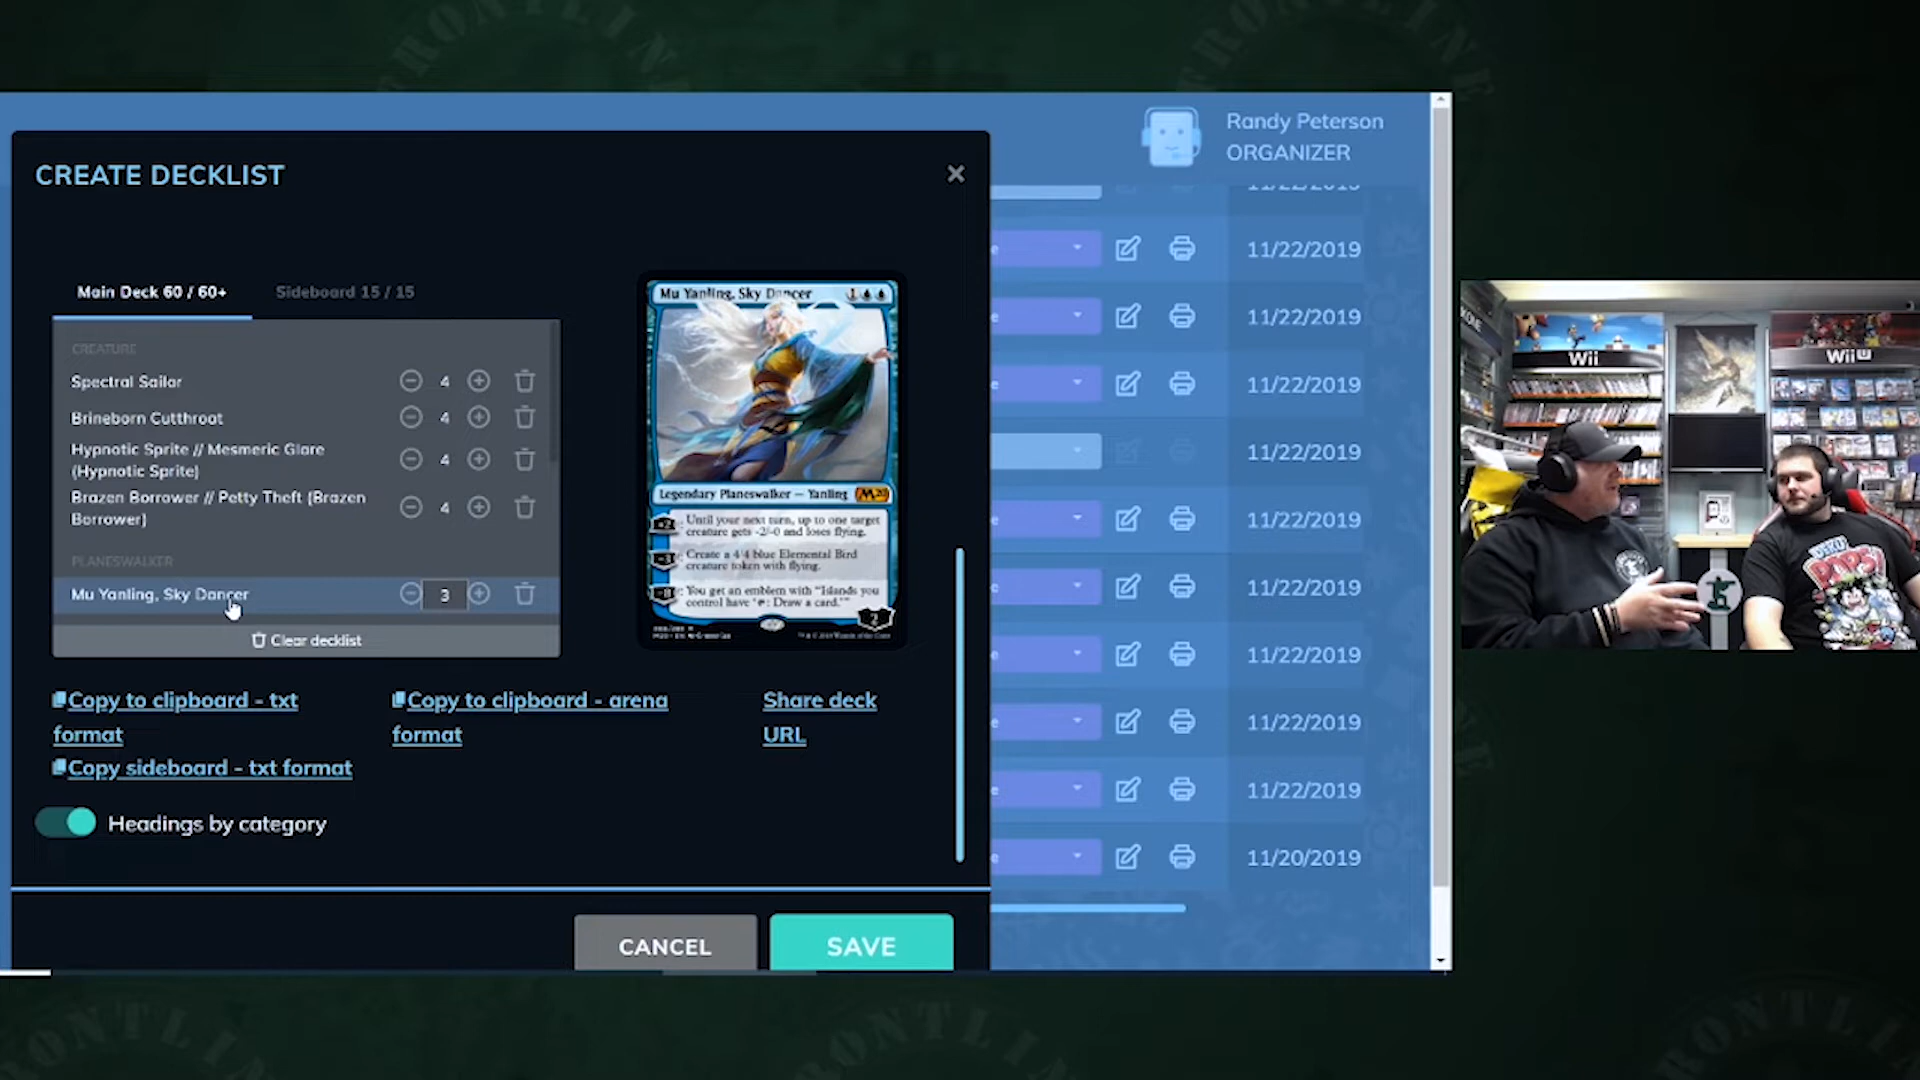 Randy Peterson
ORGANIZER
CREATE DECKLIST
Main Deck 60 / 60+
Sideboard 15 / 15
CREATURE
Spectral Sailor
4
Brineborn Cutthroat
4
Hypnotic Sprite // Mesmeric Glare
(Hypnotic Sprite)
4
Brazen Borrower // Petty Theft (Brazen
Borrower)
4
PLANESWALKER
Mu Yanling, Sky Dancer
3
Clear decklist
Mu Yanling, Sky Dancer 1
Legendary Planeswalker — Yanling M20
+2: Until your next turn, up to one target
creature gets -2/-0 and loses flying.
-3: Create a 4/4 blue Elemental Bird
creature token with flying.
-8: You get an emblem with "Islands you
control have ': Draw a card.'"
2
Copy to clipboard - txt
format
Copy to clipboard - arena
format
Share deck
URL
Copy sideboard - txt format
Headings by category
CANCEL
SAVE
11/22/2019
11/22/2019
11/22/2019
11/22/2019
11/22/2019
11/22/2019
11/22/2019
11/22/2019
11/22/2019
11/20/2019
Wii
Wii U